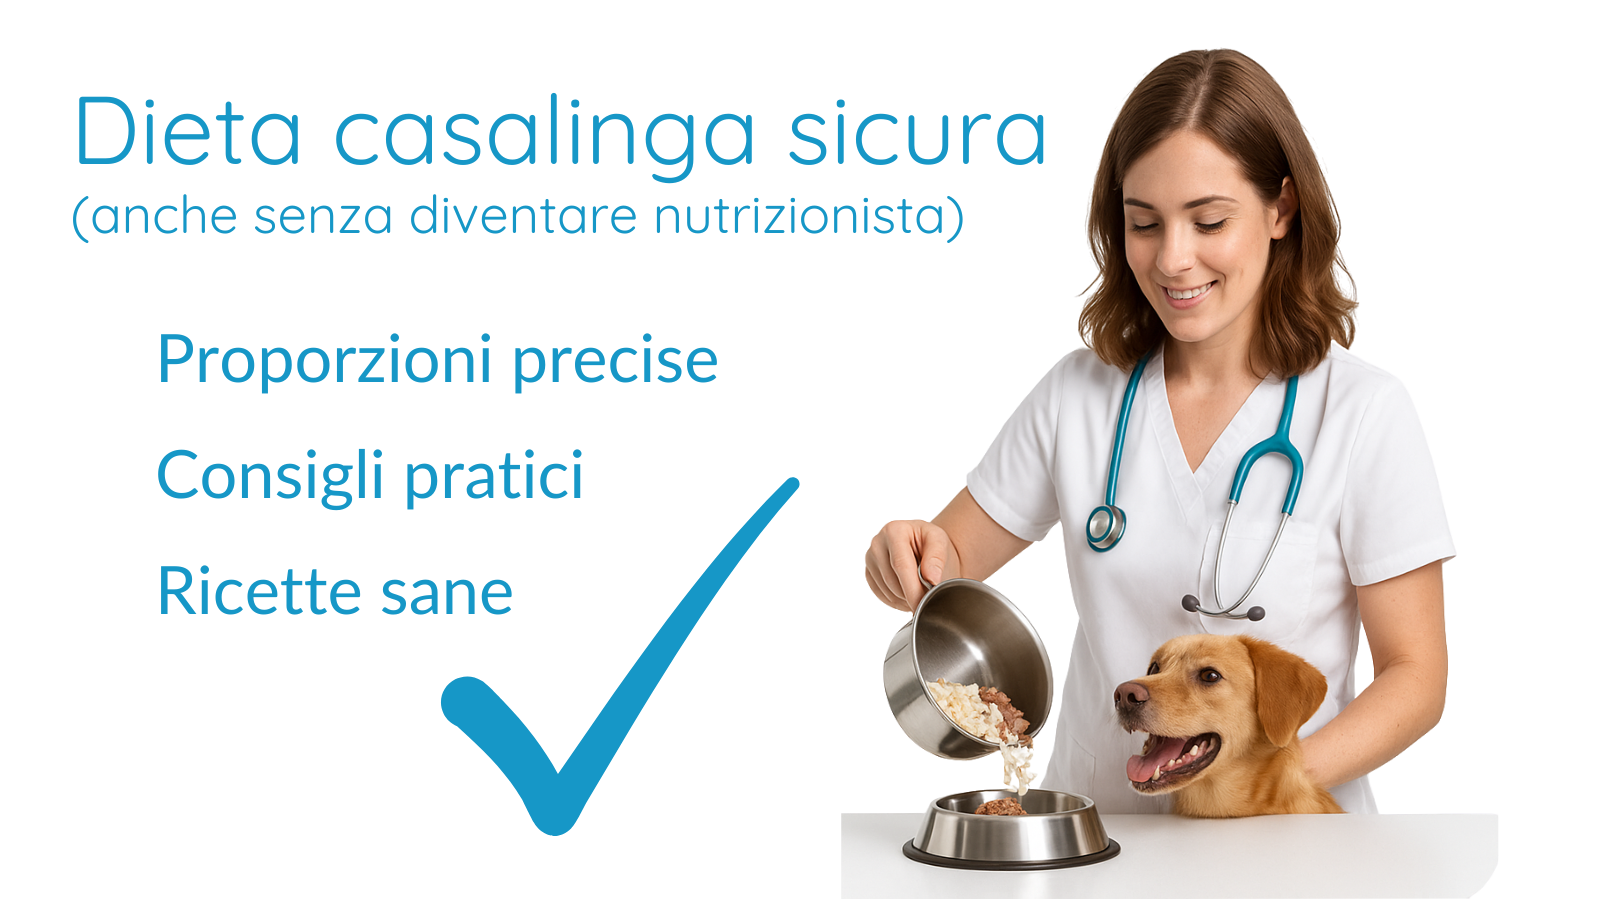 Dieta casalinga sicura
(anche senza diventare nutrizionista)
Proporzioni precise
Consigli pratici
Ricette sane